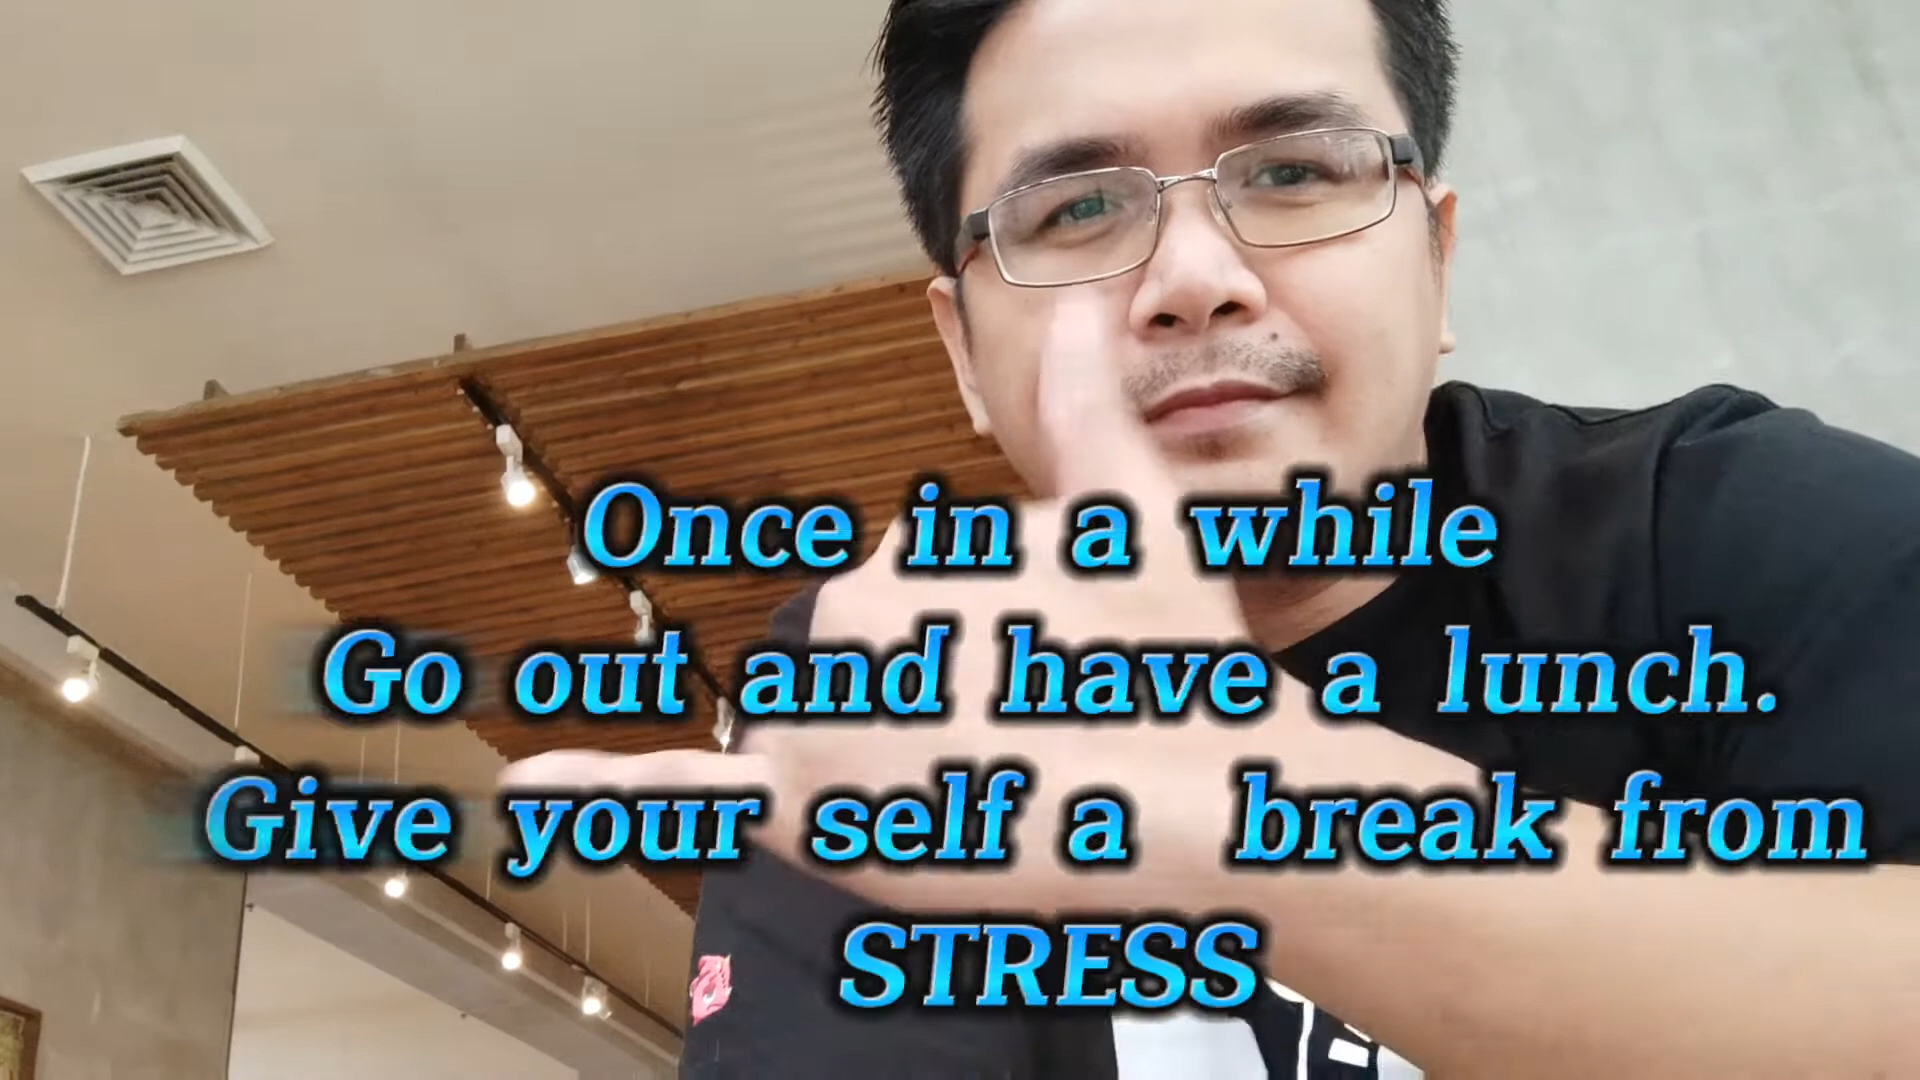 Once in a while
Go out and have a lunch.
Give your self a break from
STRESS